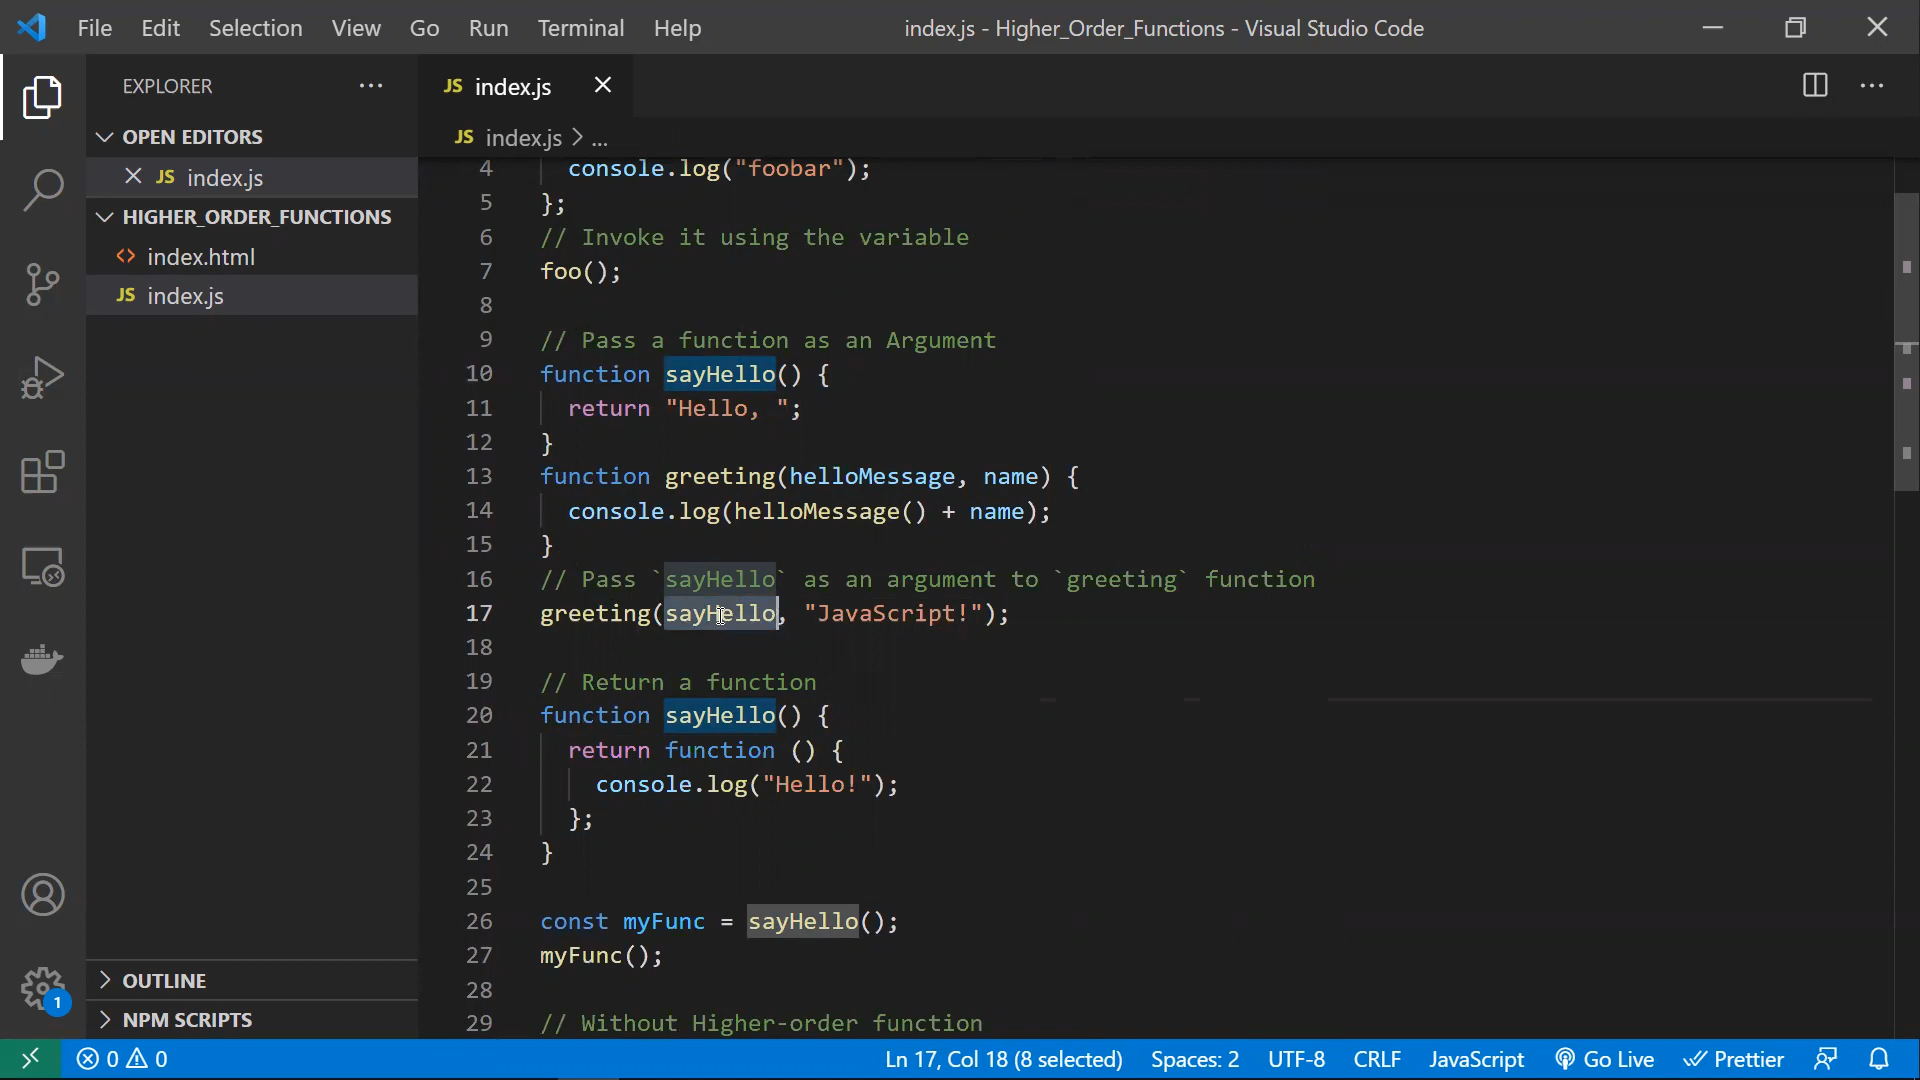 File Edit Selection View Go Run Terminal Help index.js - Higher_Order_Functions - Visual Studio Code
EXPLORER
OPEN EDITORS
JS index.js
HIGHER_ORDER_FUNCTIONS
<> index.html
JS index.js
OUTLINE
NPM SCRIPTS
1
JS index.js
JS index.js > ...
4 console.log("foobar");
5 };
6 // Invoke it using the variable
7 foo();
8
9 // Pass a function as an Argument
10 function sayHello() {
11 return "Hello, ";
12 }
13 function greeting(helloMessage, name) {
14 console.log(helloMessage() + name);
15 }
16 // Pass `sayHello` as an argument to `greeting` function
17 greeting(sayHello, "JavaScript!");
18
19 // Return a function
20 function sayHello() {
21 return function () {
22 console.log("Hello!");
23 };
24 }
25
26 const myFunc = sayHello();
27 myFunc();
28
29 // Without Higher-order function
0 0 Ln 17, Col 18 (8 selected) Spaces: 2 UTF-8 CRLF JavaScript Go Live Prettier